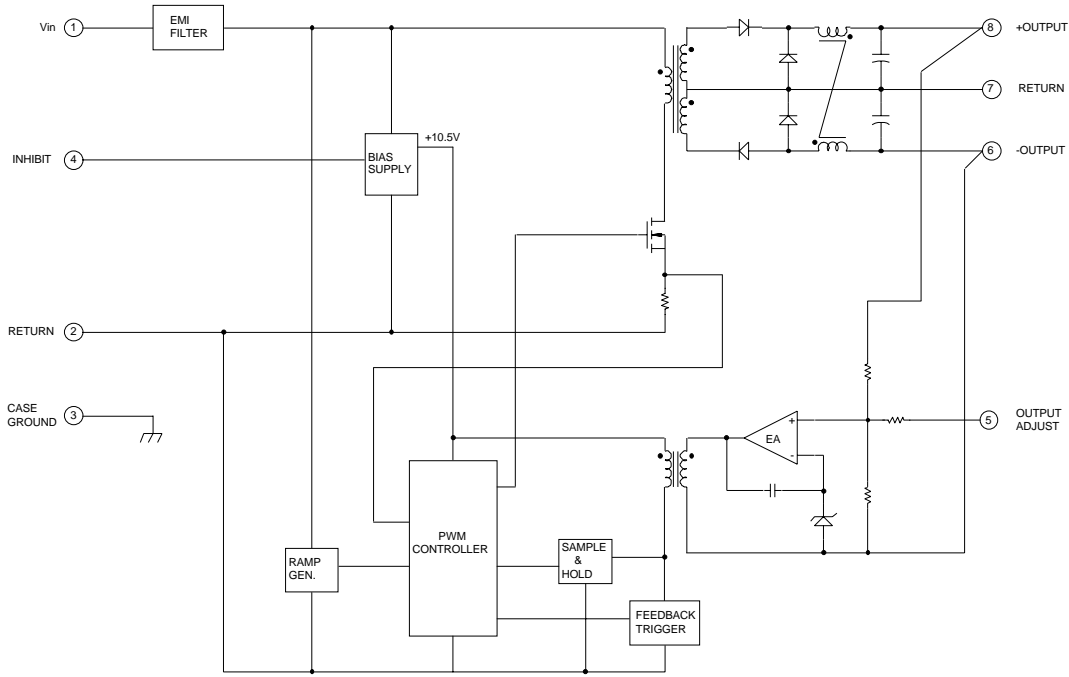 Vin 1
EMI
FILTER
8 +OUTPUT
7 RETURN
+10.5V
INHIBIT 4
BIAS
SUPPLY
6 -OUTPUT
RETURN 2
CASE
GROUND
3
+
EA
-
5
OUTPUT
ADJUST
PWM
CONTROLLER
RAMP
GEN.
SAMPLE
&
HOLD
FEEDBACK
TRIGGER